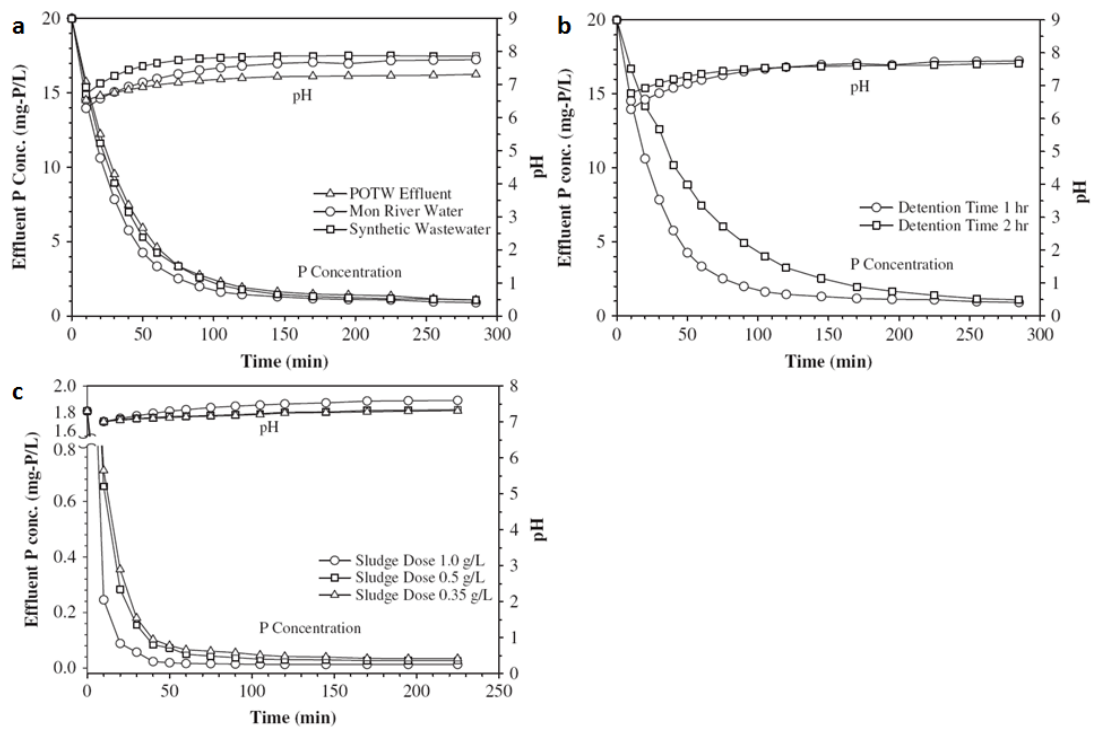 a
20
15
10
5
0
Effluent P Conc. (mg-P/L)
9
8
7
6
5
4
3
2
1
0
pH
pH
POTW Effluent
Mon River Water
Synthetic Wastewater
P Concentration
0 50 100 150 200 250 300
Time (min)
b
20
15
10
5
0
Effluent P conc. (mg-P/L)
9
8
7
6
5
4
3
2
1
0
pH
pH
Detention Time 1 hr
Detention Time 2 hr
P Concentration
0 50 100 150 200 250 300
Time (min)
c
2.0
1.8
1.6
0.8
0.6
0.4
0.2
0.0
Effluent P conc. (mg-P/L)
8
7
6
5
4
3
2
1
0
pH
pH
Sludge Dose 1.0 g/L
Sludge Dose 0.5 g/L
Sludge Dose 0.35 g/L
P Concentration
0 50 100 150 200 250
Time (min)